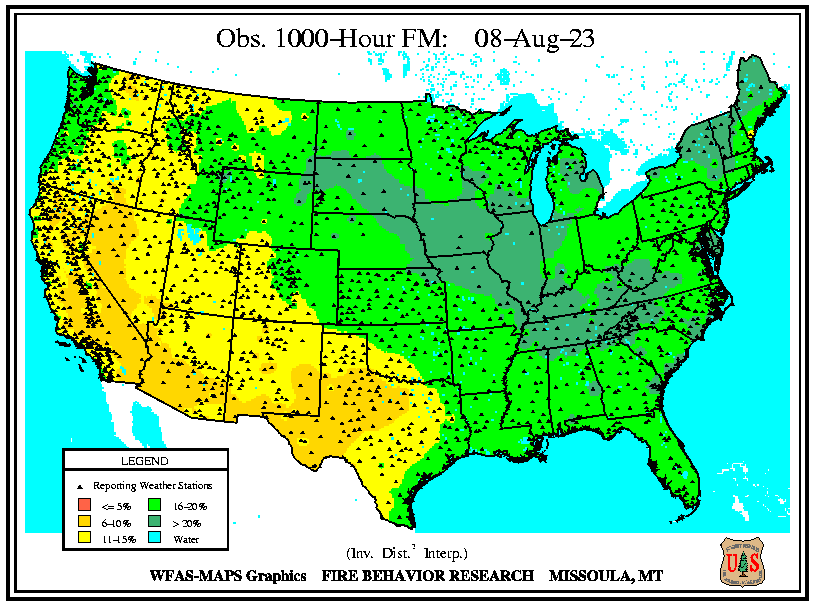 Obs. 1000-Hour FM: 08-Aug-23
LEGEND
Reporting Weather Stations
<= 5% 16-20%
6-10% > 20%
11-15% Water
(Inv. Dist.² Interp.)
WFAS-MAPS Graphics FIRE BEHAVIOR RESEARCH MISSOULA, MT
U S